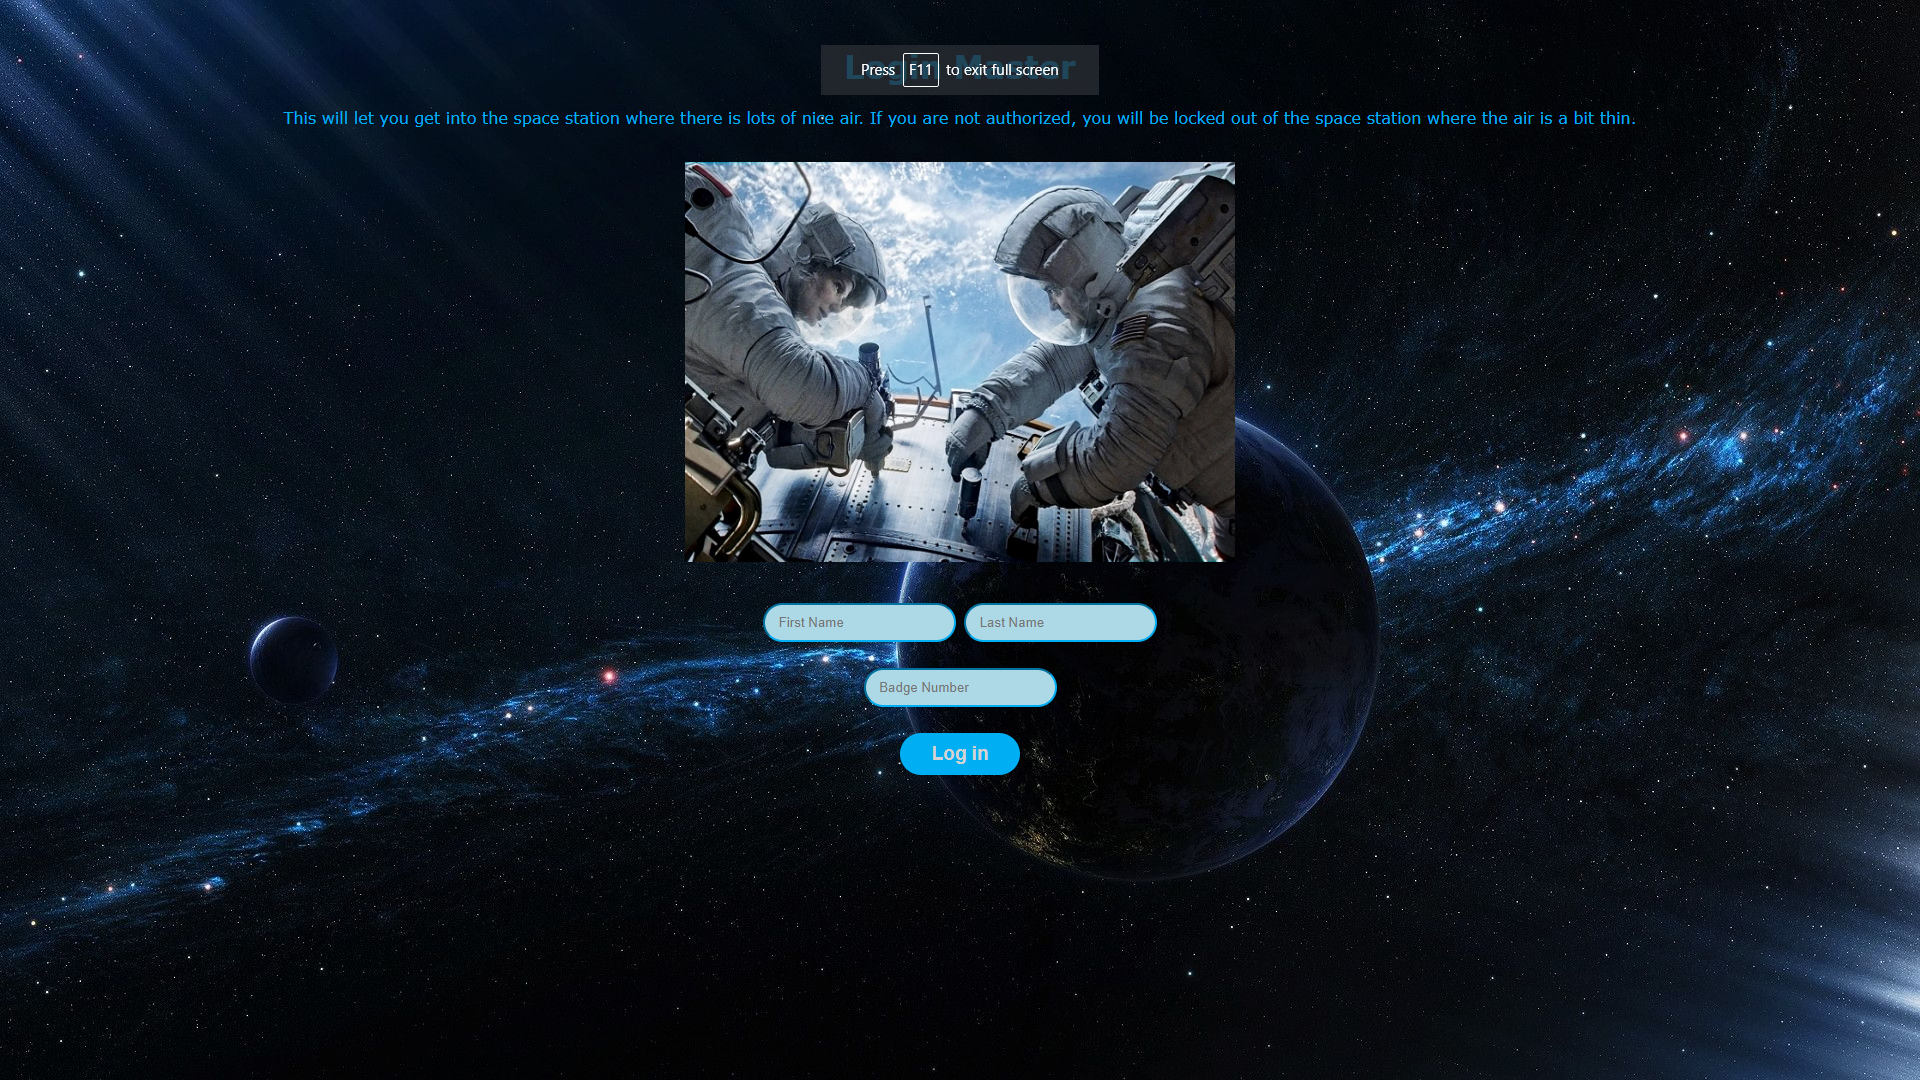 Login Master
Press F11 to exit full screen
This will let you get into the space station where there is lots of nice air. If you are not authorized, you will be locked out of the space station where the air is a bit thin.
First Name
Last Name
Badge Number
Log in